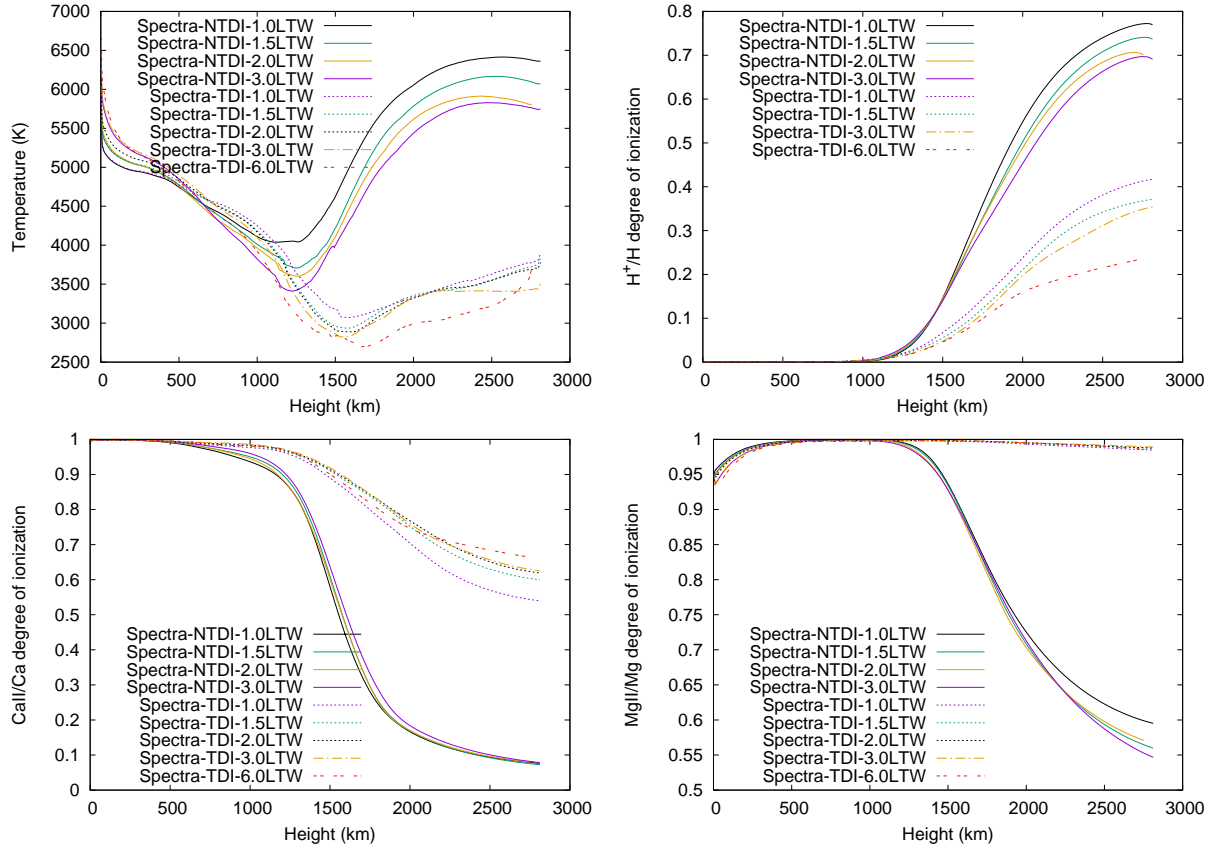 7000
6500
6000
5500
5000
4500
4000
3500
3000
2500
Temperature (K)
Spectra-NTDI-1.0LTW
Spectra-NTDI-1.5LTW
Spectra-NTDI-2.0LTW
Spectra-NTDI-3.0LTW
Spectra-TDI-1.0LTW
Spectra-TDI-1.5LTW
Spectra-TDI-2.0LTW
Spectra-TDI-3.0LTW
Spectra-TDI-6.0LTW
0 500 1000 1500 2000 2500 3000
Height (km)
0.8
0.7
0.6
0.5
0.4
0.3
0.2
0.1
0
H⁺/H degree of ionization
Spectra-NTDI-1.0LTW
Spectra-NTDI-1.5LTW
Spectra-NTDI-2.0LTW
Spectra-NTDI-3.0LTW
Spectra-TDI-1.0LTW
Spectra-TDI-1.5LTW
Spectra-TDI-3.0LTW
Spectra-TDI-6.0LTW
0 500 1000 1500 2000 2500 3000
Height (km)
1
0.9
0.8
0.7
0.6
0.5
0.4
0.3
0.2
0.1
0
CaII/Ca degree of ionization
Spectra-NTDI-1.0LTW
Spectra-NTDI-1.5LTW
Spectra-NTDI-2.0LTW
Spectra-NTDI-3.0LTW
Spectra-TDI-1.0LTW
Spectra-TDI-1.5LTW
Spectra-TDI-2.0LTW
Spectra-TDI-3.0LTW
Spectra-TDI-6.0LTW
0 500 1000 1500 2000 2500 3000
Height (km)
1
0.95
0.9
0.85
0.8
0.75
0.7
0.65
0.6
0.55
0.5
MgII/Mg degree of ionization
Spectra-NTDI-1.0LTW
Spectra-NTDI-1.5LTW
Spectra-NTDI-2.0LTW
Spectra-NTDI-3.0LTW
Spectra-TDI-1.0LTW
Spectra-TDI-1.5LTW
Spectra-TDI-2.0LTW
Spectra-TDI-3.0LTW
Spectra-TDI-6.0LTW
0 500 1000 1500 2000 2500 3000
Height (km)